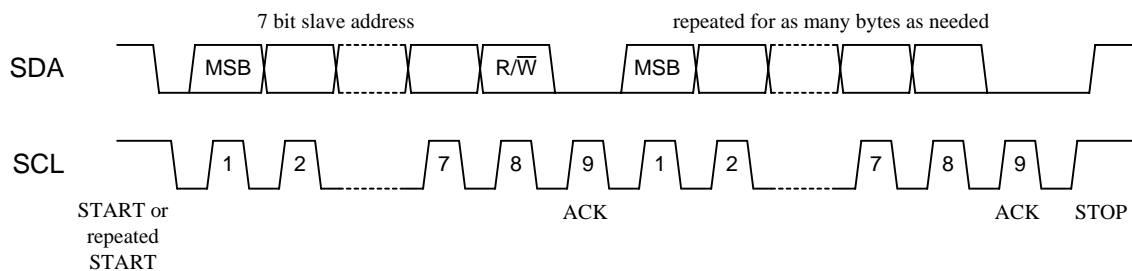 7 bit slave address
repeated for as many bytes as needed
SDA
MSB
R/W̅
MSB
SCL
1
2
7
8
9
1
2
7
8
9
START or
repeated
START
ACK
ACK
STOP